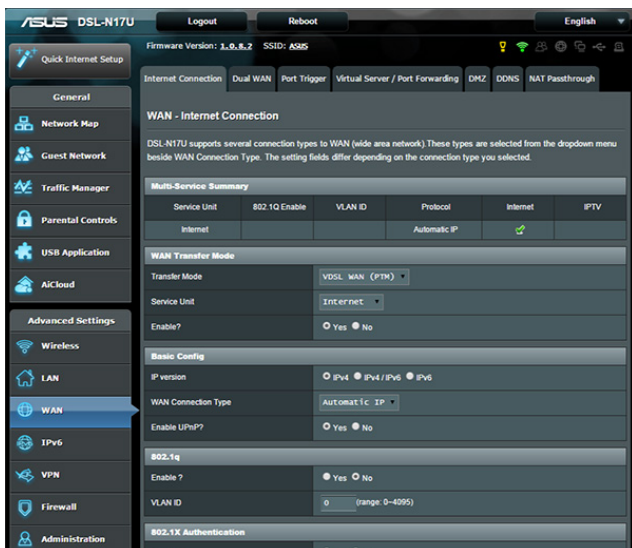 ASUS DSL-N17U Logout Reboot English
Quick Internet Setup
General
Network Map
Guest Network
Traffic Manager
Parental Controls
USB Application
AiCloud
Advanced Settings
Wireless
LAN
WAN
IPv6
VPN
Firewall
Administration
Firmware Version: 1.0.8.2 SSID: ASUS
Internet Connection Dual WAN Port Trigger Virtual Server / Port Forwarding DMZ DDNS NAT Passthrough
WAN - Internet Connection
DSL-N17U supports several connection types to WAN (wide area network).These types are selected from the dropdown menu
beside WAN Connection Type. The setting fields differ depending on the connection type you selected.
Multi-Service Summary
Service Unit 802.1Q Enable VLAN ID Protocol Internet IPTV
Internet Automatic IP
WAN Transfer Mode
Transfer Mode VDSL WAN (PTM)
Service Unit Internet
Enable? Yes No
Basic Config
IP version IPv4 IPv4 / IPv6 IPv6
WAN Connection Type Automatic IP
Enable UPnP? Yes No
802.1q
Enable ? Yes No
VLAN ID 0 (range: 0~4095)
802.1X Authentication